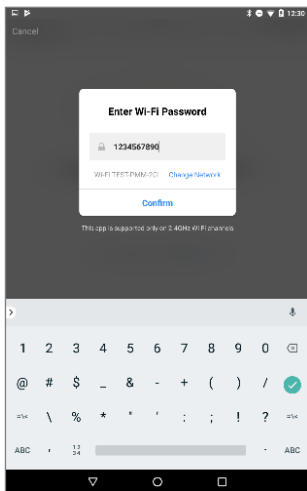 12:30
Cancel
Enter Wi-Fi Password
1234567890
Wi-Fi TEST-PMM-2G\ Change Network
Confirm
This app is supported only on 2.4GHz Wi Fi channels
1 2 3 4 5 6 7 8 9 0
@ # $ _ & - + ( ) /
=\< \ % * " ' : ; ! ? =\<
ABC , 12 34 . ABC